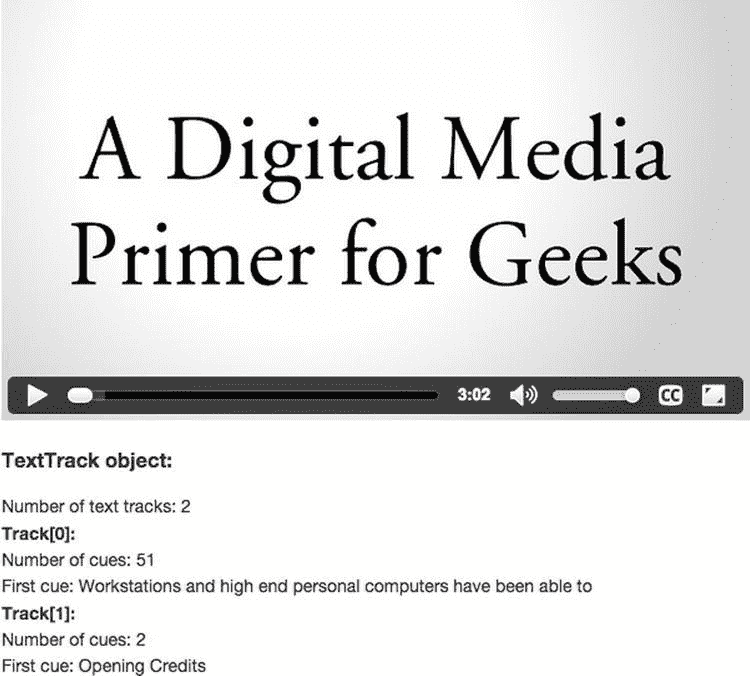 A Digital Media
Primer for Geeks
3:02
CC
TextTrack object:
Number of text tracks: 2
Track[0]:
Number of cues: 51
First cue: Workstations and high end personal computers have been able to
Track[1]:
Number of cues: 2
First cue: Opening Credits